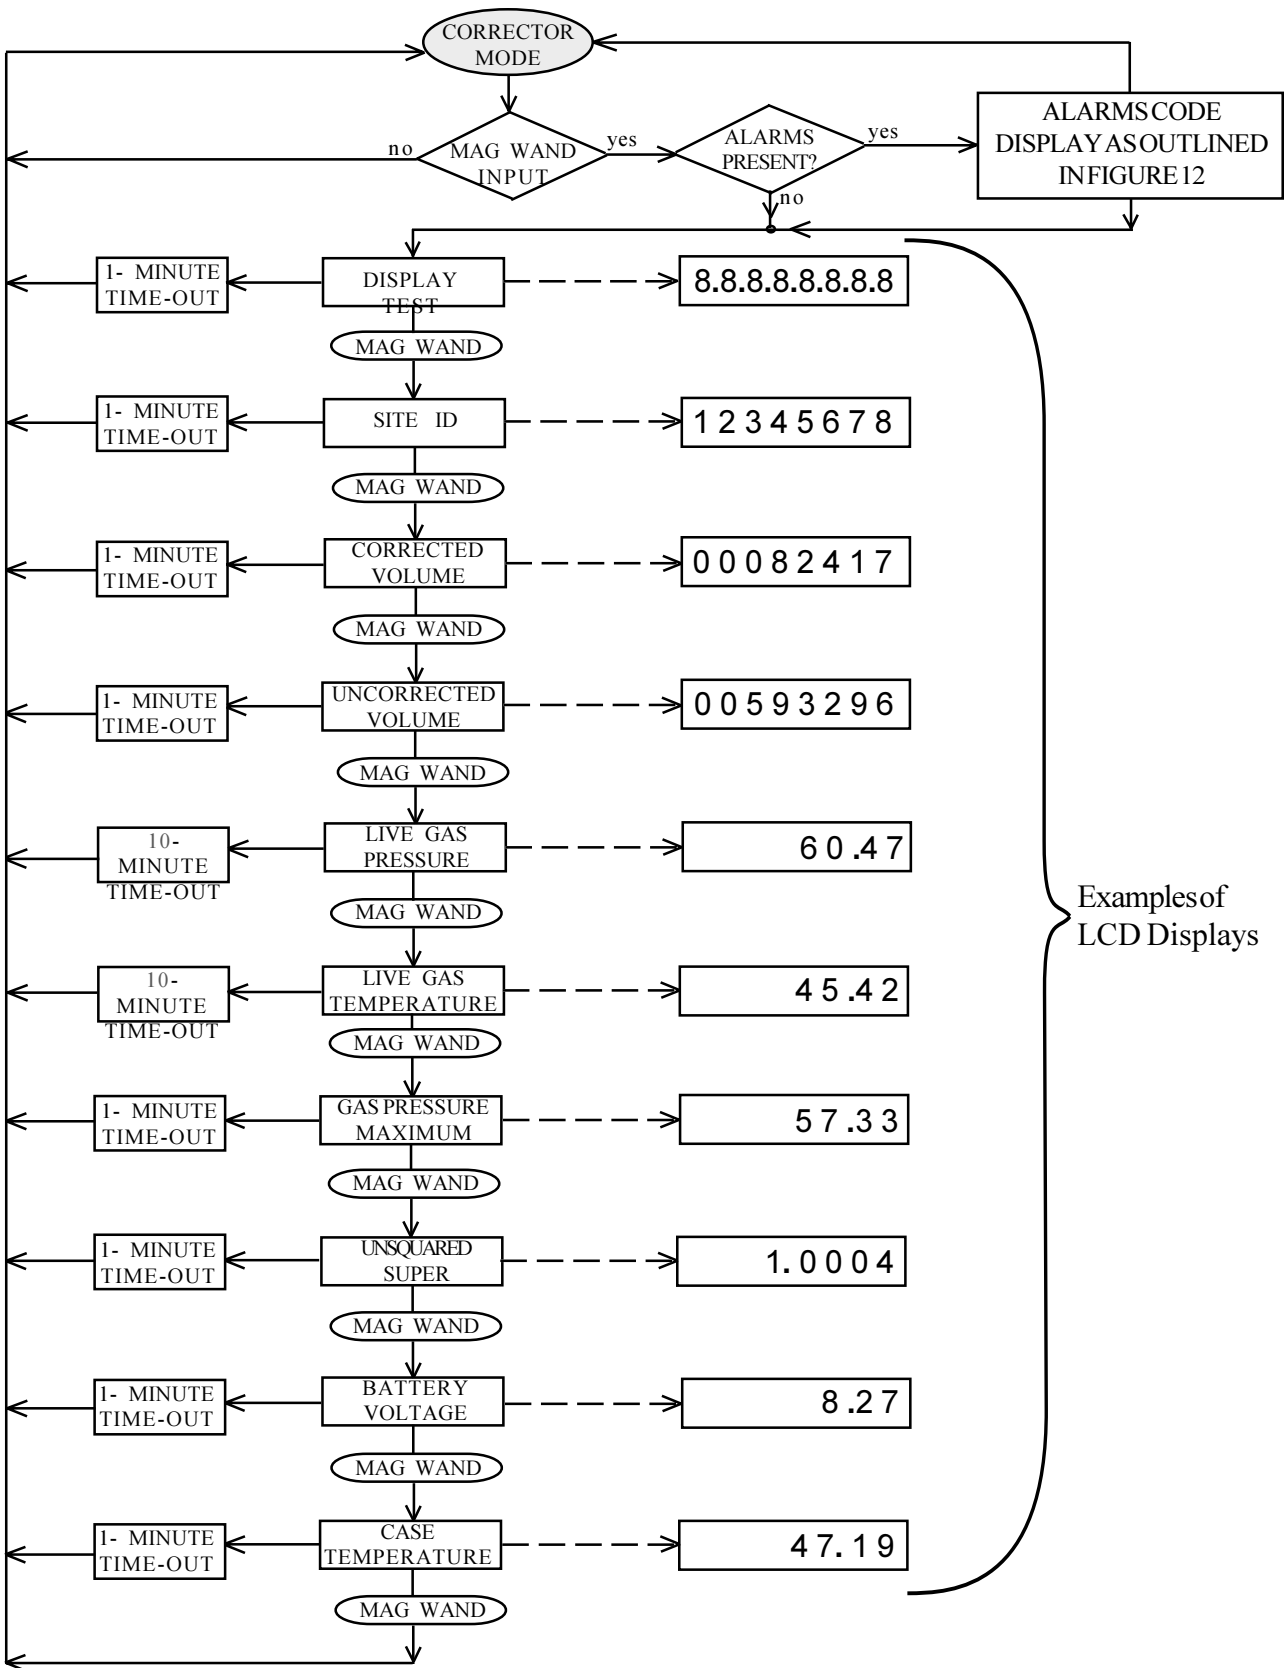 CORRECTOR
MODE
no
MAG WAND
INPUT
yes
ALARMS
PRESENT?
yes
no
ALARMS CODE
DISPLAY AS OUTLINED
IN FIGURE 12
1- MINUTE
TIME-OUT
DISPLAY
TEST
8.8.8.8.8.8.8.8
MAG WAND
1- MINUTE
TIME-OUT
SITE ID
12345678
MAG WAND
1- MINUTE
TIME-OUT
CORRECTED
VOLUME
00082417
MAG WAND
1- MINUTE
TIME-OUT
UNCORRECTED
VOLUME
00593296
MAG WAND
10-
MINUTE
TIME-OUT
LIVE GAS
PRESSURE
60.47
MAG WAND
10-
MINUTE
TIME-OUT
LIVE GAS
TEMPERATURE
45.42
MAG WAND
1- MINUTE
TIME-OUT
GAS PRESSURE
MAXIMUM
57.33
MAG WAND
1- MINUTE
TIME-OUT
UNSQUARED
SUPER
1.0004
MAG WAND
1- MINUTE
TIME-OUT
BATTERY
VOLTAGE
8.27
MAG WAND
1- MINUTE
TIME-OUT
CASE
TEMPERATURE
47.19
MAG WAND
Examples of
LCD Displays